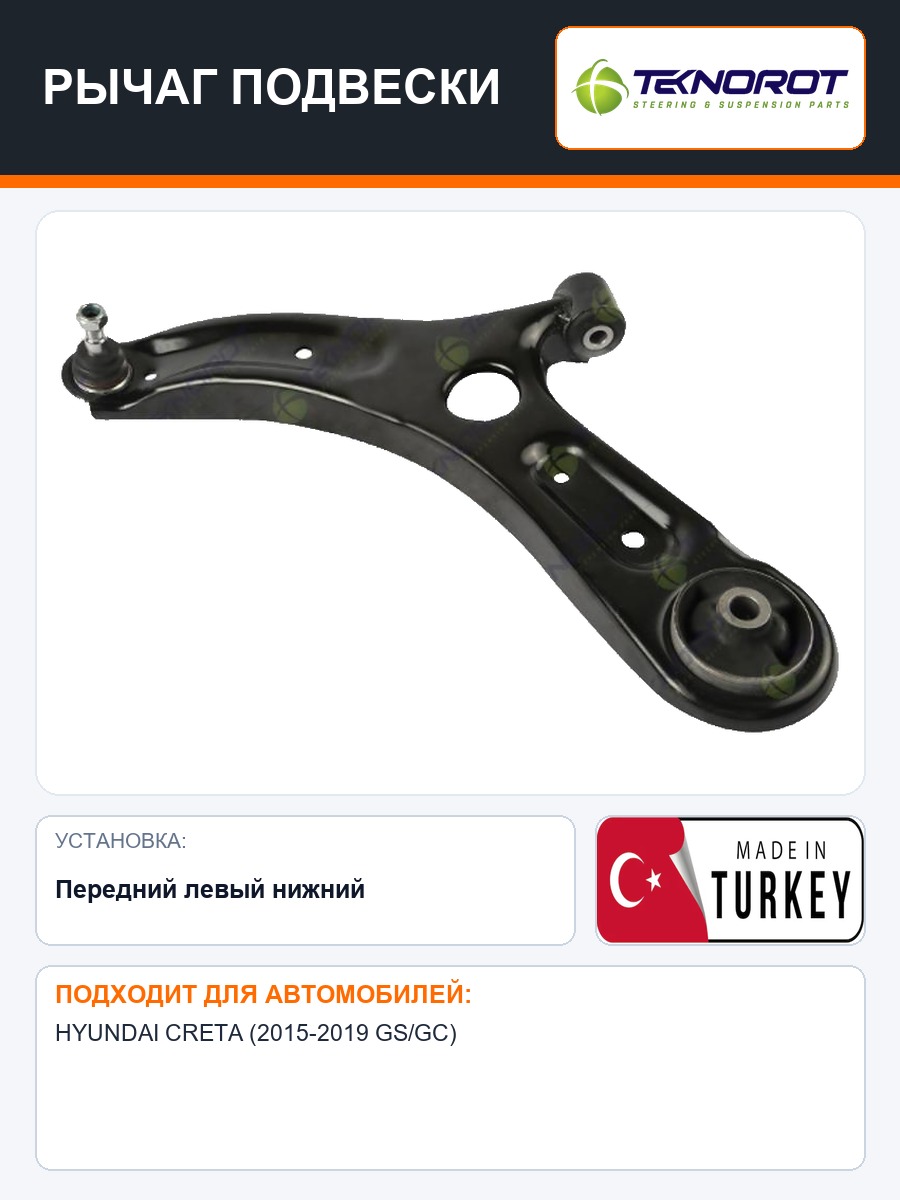 РЫЧАГ ПОДВЕСКИ
TEKNOROT
STEERING & SUSPENSION PARTS
УСТАНОВКА:
Передний левый нижний
MADE IN
TURKEY
ПОДХОДИТ ДЛЯ АВТОМОБИЛЕЙ:
HYUNDAI CRETA (2015-2019 GS/GC)